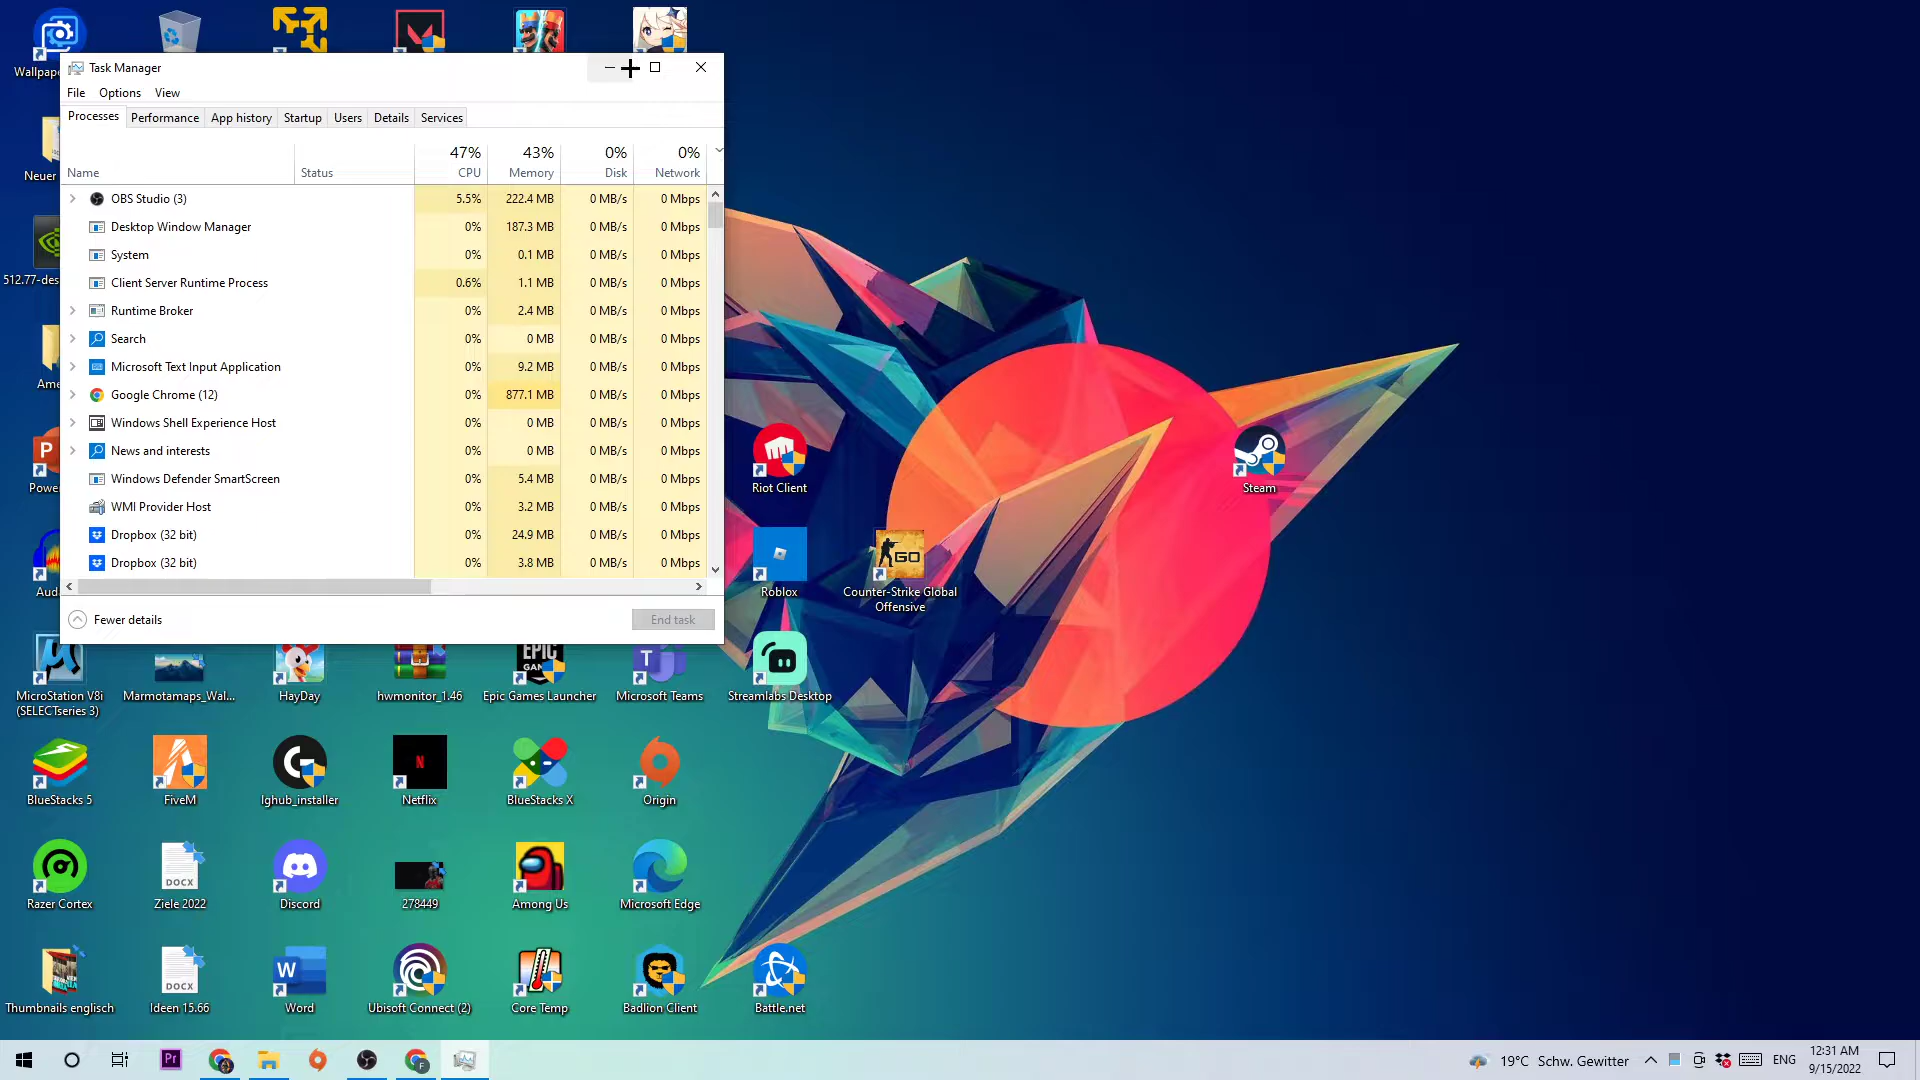 Wallpape
Task Manager
File Options View
Processes Performance App history Startup Users Details Services
47% 43% 0% 0%
Name Status CPU Memory Disk Network
OBS Studio (3) 5.5% 222.4 MB 0 MB/s 0 Mbps
Desktop Window Manager 0% 187.3 MB 0 MB/s 0 Mbps
System 0% 0.1 MB 0 MB/s 0 Mbps
Client Server Runtime Process 0.6% 1.1 MB 0 MB/s 0 Mbps
Runtime Broker 0% 2.4 MB 0 MB/s 0 Mbps
Search 0% 0 MB 0 MB/s 0 Mbps
Microsoft Text Input Application 0% 9.2 MB 0 MB/s 0 Mbps
Google Chrome (12) 0% 877.1 MB 0 MB/s 0 Mbps
Windows Shell Experience Host 0% 0 MB 0 MB/s 0 Mbps
News and interests 0% 0 MB 0 MB/s 0 Mbps
Windows Defender SmartScreen 0% 5.4 MB 0 MB/s 0 Mbps
WMI Provider Host 0% 3.2 MB 0 MB/s 0 Mbps
Dropbox (32 bit) 0% 24.9 MB 0 MB/s 0 Mbps
Dropbox (32 bit) 0% 3.8 MB 0 MB/s 0 Mbps
Fewer details End task
Neuer
512.77-des
Ame
Power
Aud
Riot Client
Steam
Roblox
GO
Counter-Strike Global
Offensive
EPIC
GAM
MicroStation V8i
(SELECTseries 3)
Marmotamaps_Wal...
HayDay
hwmonitor_1.46
Epic Games Launcher
Microsoft Teams
Streamlabs Desktop
BlueStacks 5
FiveM
lghub_installer
Netflix
BlueStacks X
Origin
DOCX
Razer Cortex
Ziele 2022
Discord
278449
Among Us
Microsoft Edge
DOCX
Thumbnails englisch
Ideen 15.66
Word
Ubisoft Connect (2)
Core Temp
Badlion Client
Battle.net
Pr
19°C Schw. Gewitter
ENG
12:31 AM
9/15/2022